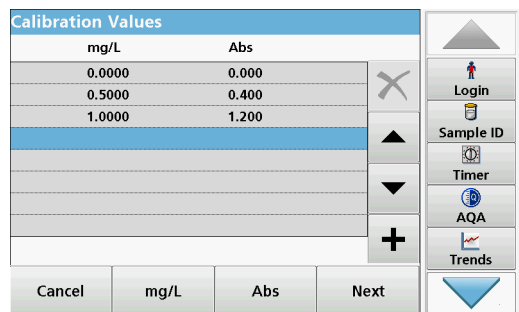 Calibration Values
mg/L Abs
0.0000 0.000
0.5000 0.400
1.0000 1.200
Cancel mg/L Abs Next
Login
Sample ID
Timer
AQA
Trends